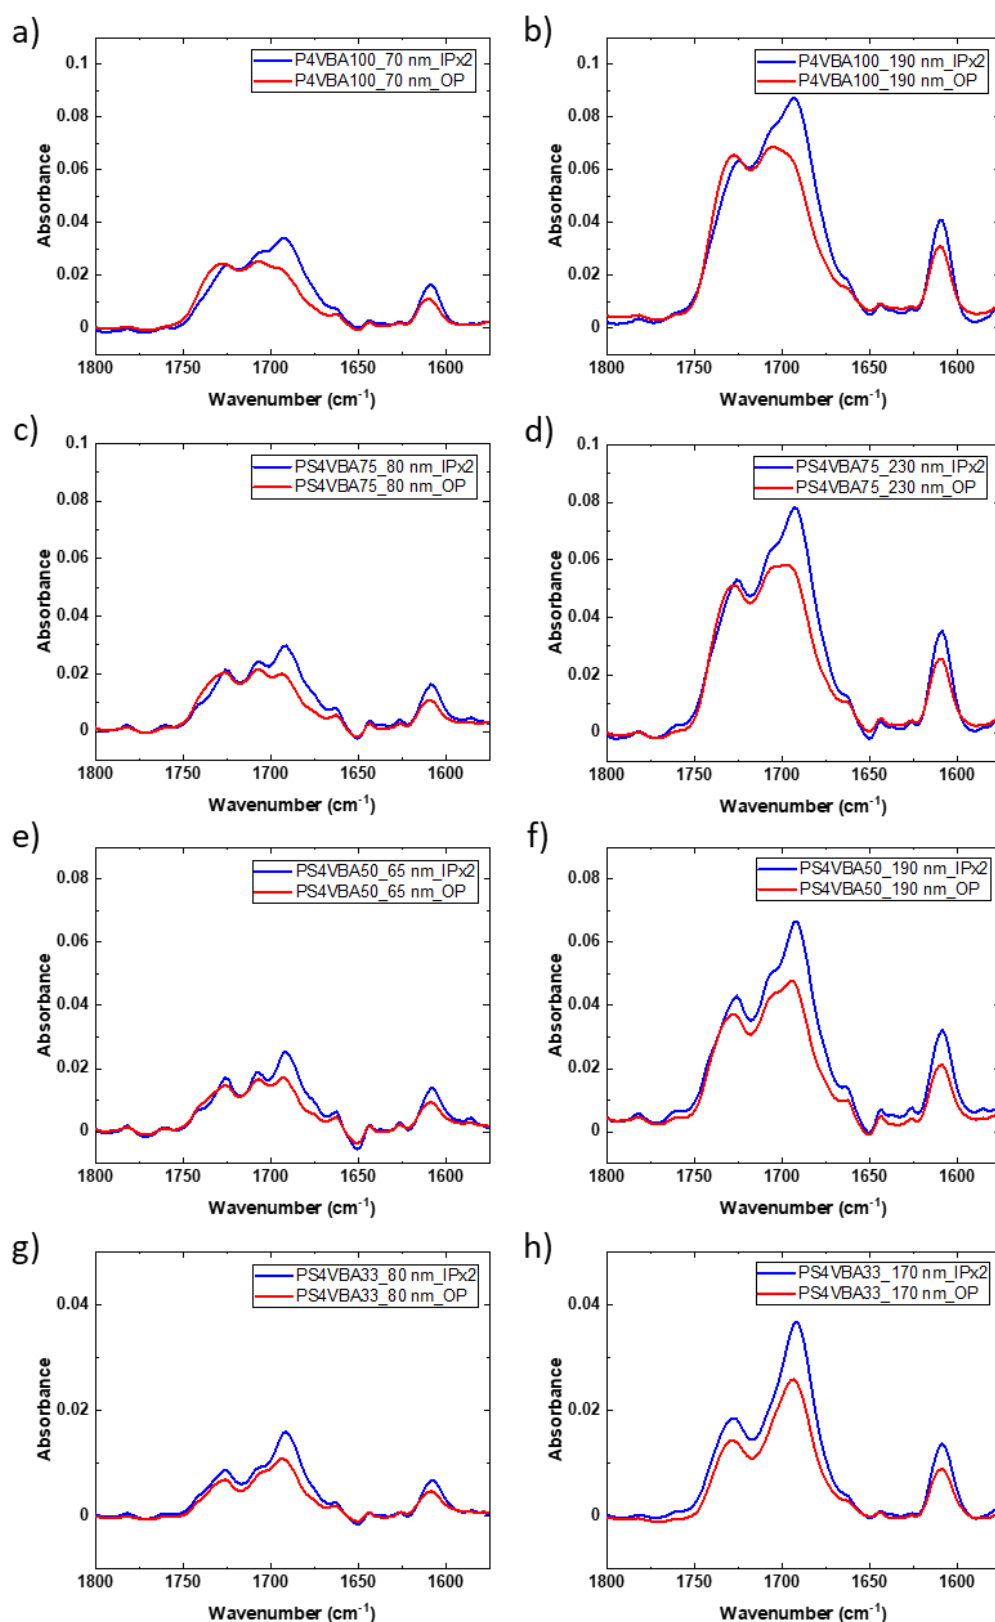 a)
P4VBA100_70 nm_IPx2
P4VBA100_70 nm_OP
0.1
0.08
0.06
0.04
0.02
0
Absorbance
1800 1750 1700 1650 1600
Wavenumber (cm-1)
b)
P4VBA100_190 nm_IPx2
P4VBA100_190 nm_OP
0.1
0.08
0.06
0.04
0.02
0
Absorbance
1800 1750 1700 1650 1600
Wavenumber (cm-1)
c)
PS4VBA75_80 nm_IPx2
PS4VBA75_80 nm_OP
0.1
0.08
0.06
0.04
0.02
0
Absorbance
1800 1750 1700 1650 1600
Wavenumber (cm-1)
d)
PS4VBA75_230 nm_IPx2
PS4VBA75_230 nm_OP
0.1
0.08
0.06
0.04
0.02
0
Absorbance
1800 1750 1700 1650 1600
Wavenumber (cm-1)
e)
PS4VBA50_65 nm_IPx2
PS4VBA50_65 nm_OP
0.08
0.06
0.04
0.02
0
Absorbance
1800 1750 1700 1650 1600
Wavenumber (cm-1)
f)
PS4VBA50_190 nm_IPx2
PS4VBA50_190 nm_OP
0.08
0.06
0.04
0.02
0
Absorbance
1800 1750 1700 1650 1600
Wavenumber (cm-1)
g)
PS4VBA33_80 nm_IPx2
PS4VBA33_80 nm_OP
0.04
0.02
0
Absorbance
1800 1750 1700 1650 1600
Wavenumber (cm-1)
h)
PS4VBA33_170 nm_IPx2
PS4VBA33_170 nm_OP
0.04
0.02
0
Absorbance
1800 1750 1700 1650 1600
Wavenumber (cm-1)